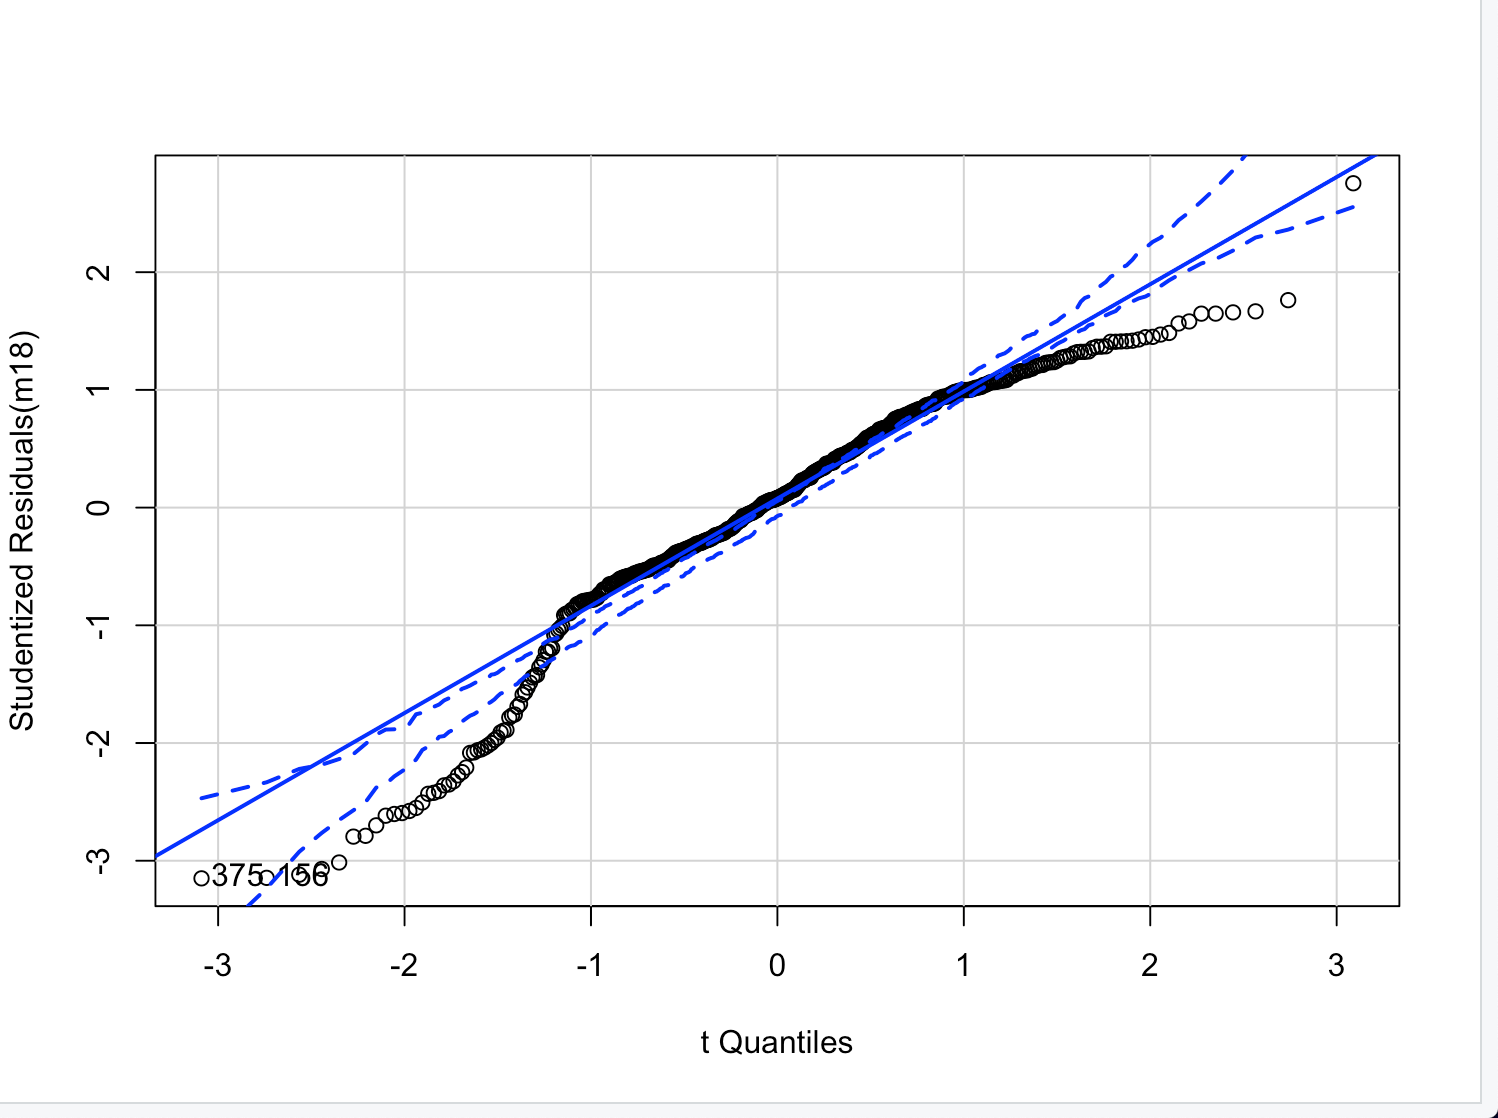 Studentized Residuals(m18)
2
1
0
-1
-2
-3
375 156
-3 -2 -1 0 1 2 3
t Quantiles